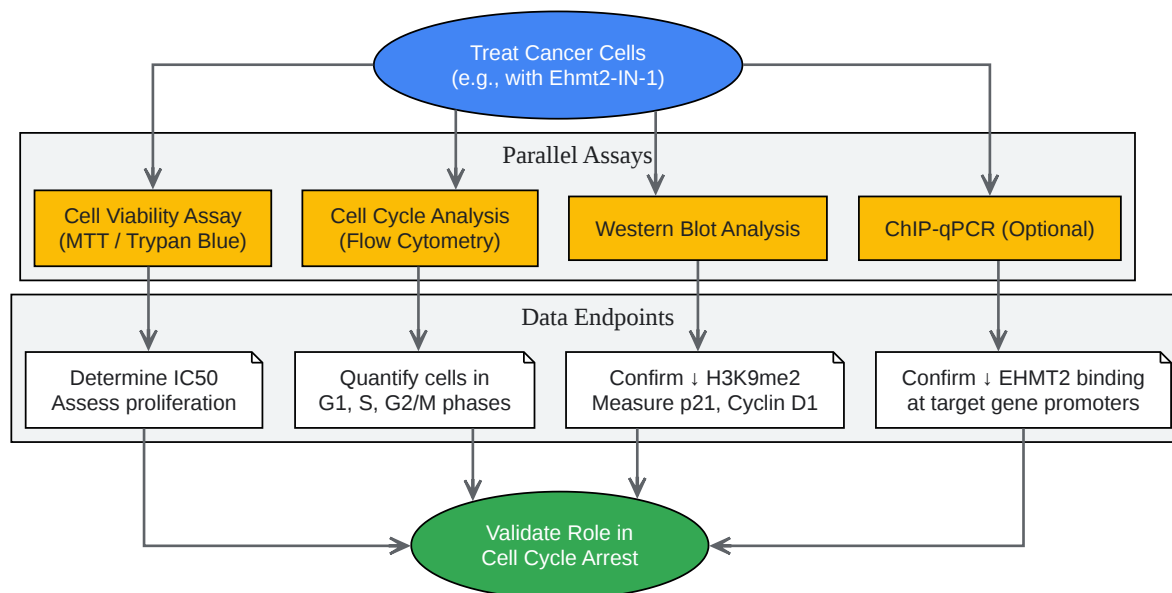 Treat Cancer Cells
(e.g., with Ehmt2-IN-1)
Parallel Assays
Cell Viability Assay
(MTT / Trypan Blue)
Cell Cycle Analysis
(Flow Cytometry)
Western Blot Analysis
ChIP-qPCR (Optional)
Data Endpoints
Determine IC50
Assess proliferation
Quantify cells in
G1, S, G2/M phases
Confirm ↓ H3K9me2
Measure p21, Cyclin D1
Confirm ↓ EHMT2 binding
at target gene promoters
Validate Role in
Cell Cycle Arrest